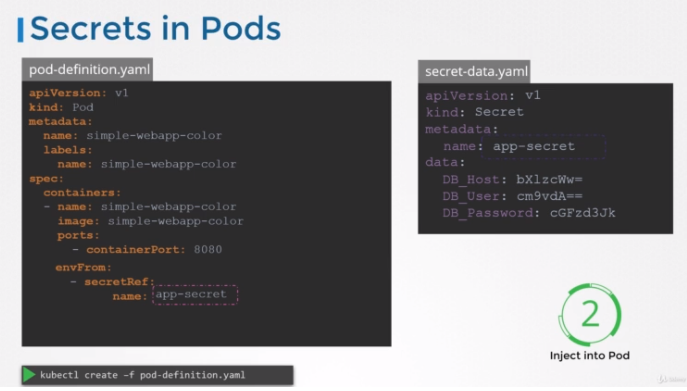 Secrets in Pods
pod-definition.yaml
apiVersion: v1
kind: Pod
metadata:
  name: simple-webapp-color
  labels:
    name: simple-webapp-color
spec:
  containers:
  - name: simple-webapp-color
    image: simple-webapp-color
    ports:
      - containerPort: 8080
    envFrom:
      - secretRef:
            name: app-secret
kubectl create –f pod-definition.yaml
secret-data.yaml
apiVersion: v1
kind: Secret
metadata:
  name: app-secret
data:
  DB_Host: bXlzcWw=
  DB_User: cm9vdA==
  DB_Password: cGFzd3Jk
2
Inject into Pod